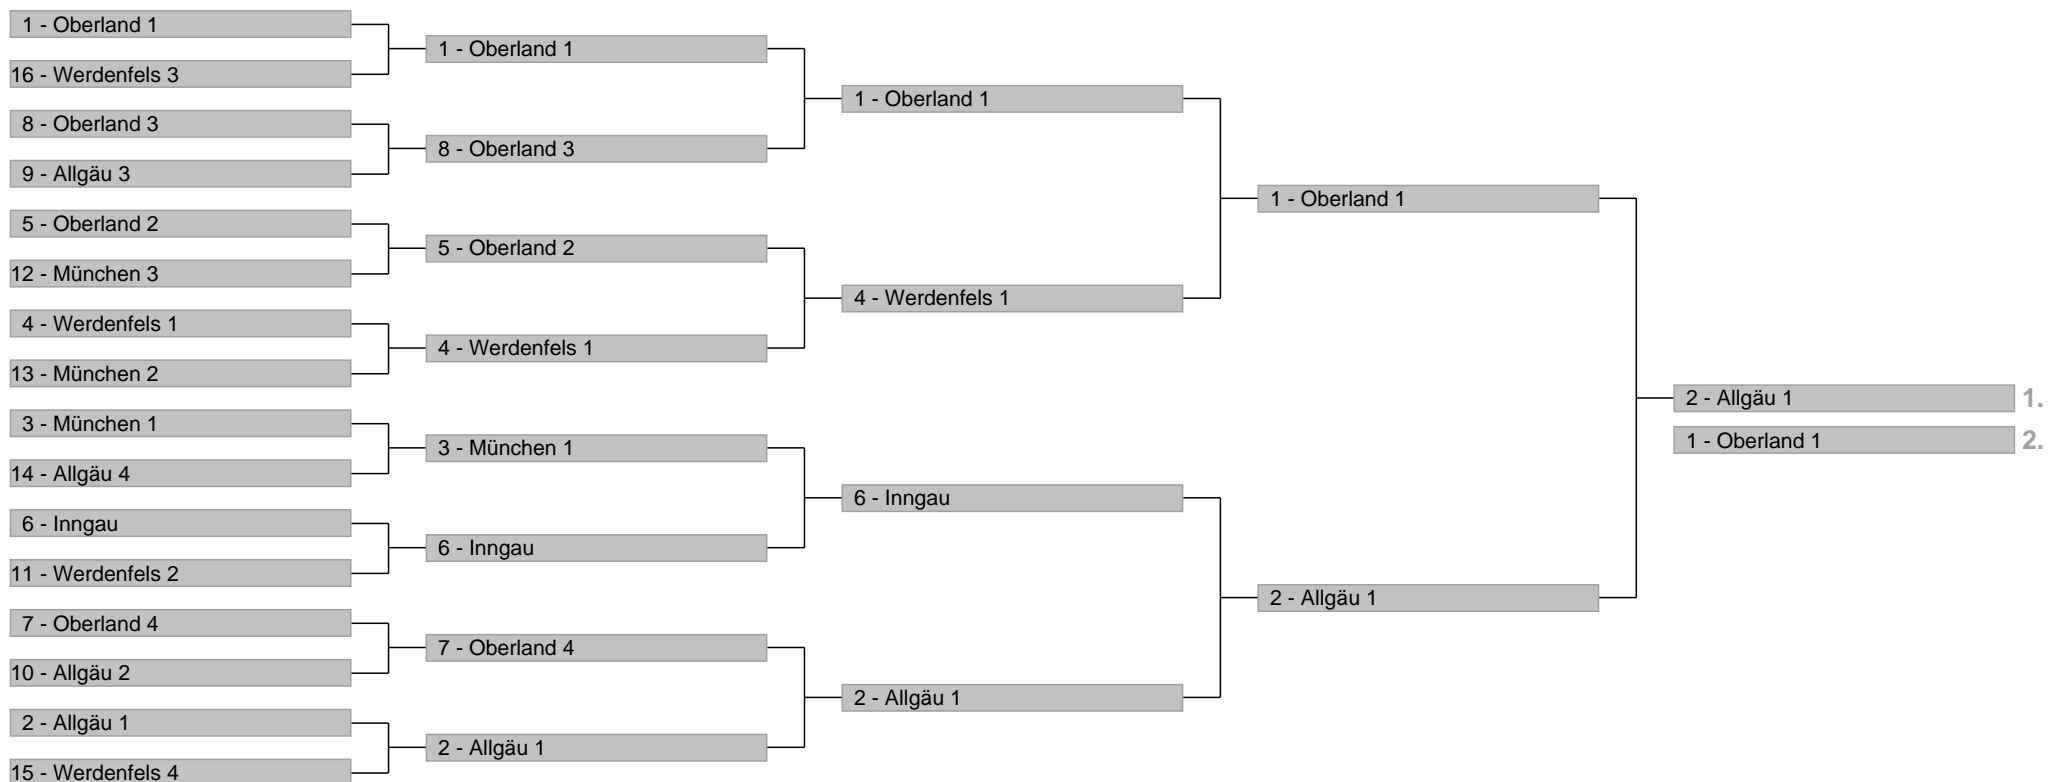 1 - Oberland 1
16 - Werdenfels 3
8 - Oberland 3
9 - Allgäu 3
5 - Oberland 2
12 - München 3
4 - Werdenfels 1
13 - München 2
3 - München 1
14 - Allgäu 4
6 - Inngau
11 - Werdenfels 2
7 - Oberland 4
10 - Allgäu 2
2 - Allgäu 1
15 - Werdenfels 4
1 - Oberland 1
8 - Oberland 3
5 - Oberland 2
4 - Werdenfels 1
3 - München 1
6 - Inngau
7 - Oberland 4
2 - Allgäu 1
1 - Oberland 1
4 - Werdenfels 1
6 - Inngau
2 - Allgäu 1
1 - Oberland 1
2 - Allgäu 1
2 - Allgäu 1 1.
1 - Oberland 1 2.